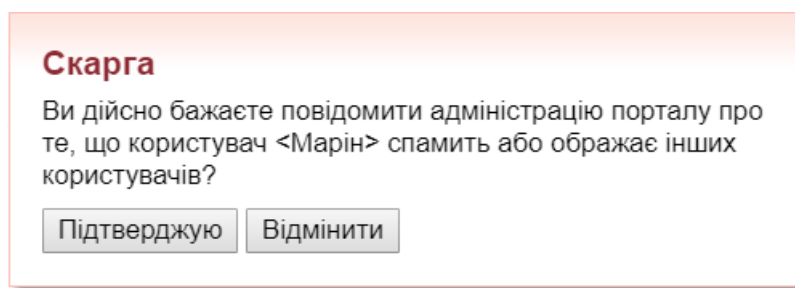 Скарга
Ви дійсно бажаєте повідомити адміністрацію порталу про
те, що користувач <Марін> спамить або ображає інших
користувачів?
Підтверджую Відмінити